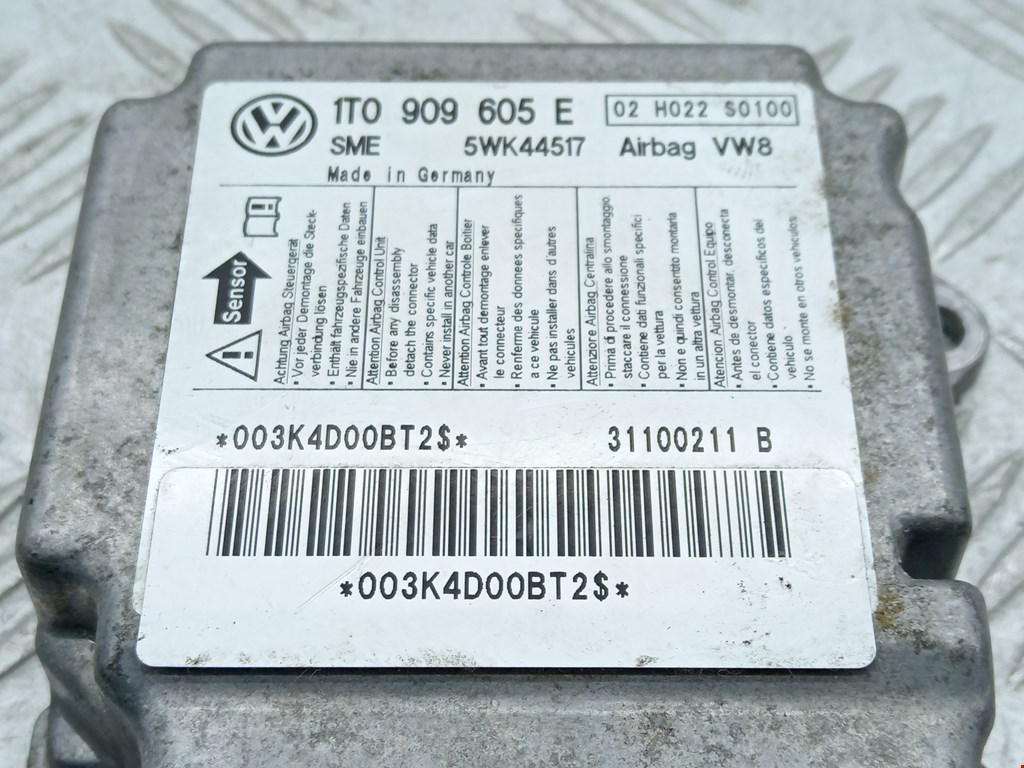 1T0 909 605 E 02 H022 S0100
SME 5WK44517 Airbag VW8
Made in Germany
Sensor
Achtung Airbag Steuergerät
• Vor jeder Demontage die Steck-
verbindung lösen
• Enthält fahrzeugspezifische Daten
• Nie in andere Fahrzeuge einbauen
Attention Airbag Control Unit
• Before any disassembly
detach the connector
• Contains specific vehicle data
• Never install in another car
Attention Airbag Controle Boitier
• Avant tout demontage enlever
le connecteur
• Renferme des donnees specifiques
a ce vehicule
• Ne pas installer dans d'autres
vehicules
Attenzione Airbag Centralina
• Prima di procedere allo smontaggio
staccare il connessione
• Contiene dati funzionali specifici
per la vettura
• Non e quindi consentito montarla
in un altra vettura
Atencion Airbag Control Equipo
• Antes de desmontar, desconecta
el conector
• Contiene datos especificos del
vehiculo
• No se monte en otros vehiculos
*003K4D00BT2$* 31100211 B
*003K4D00BT2$*